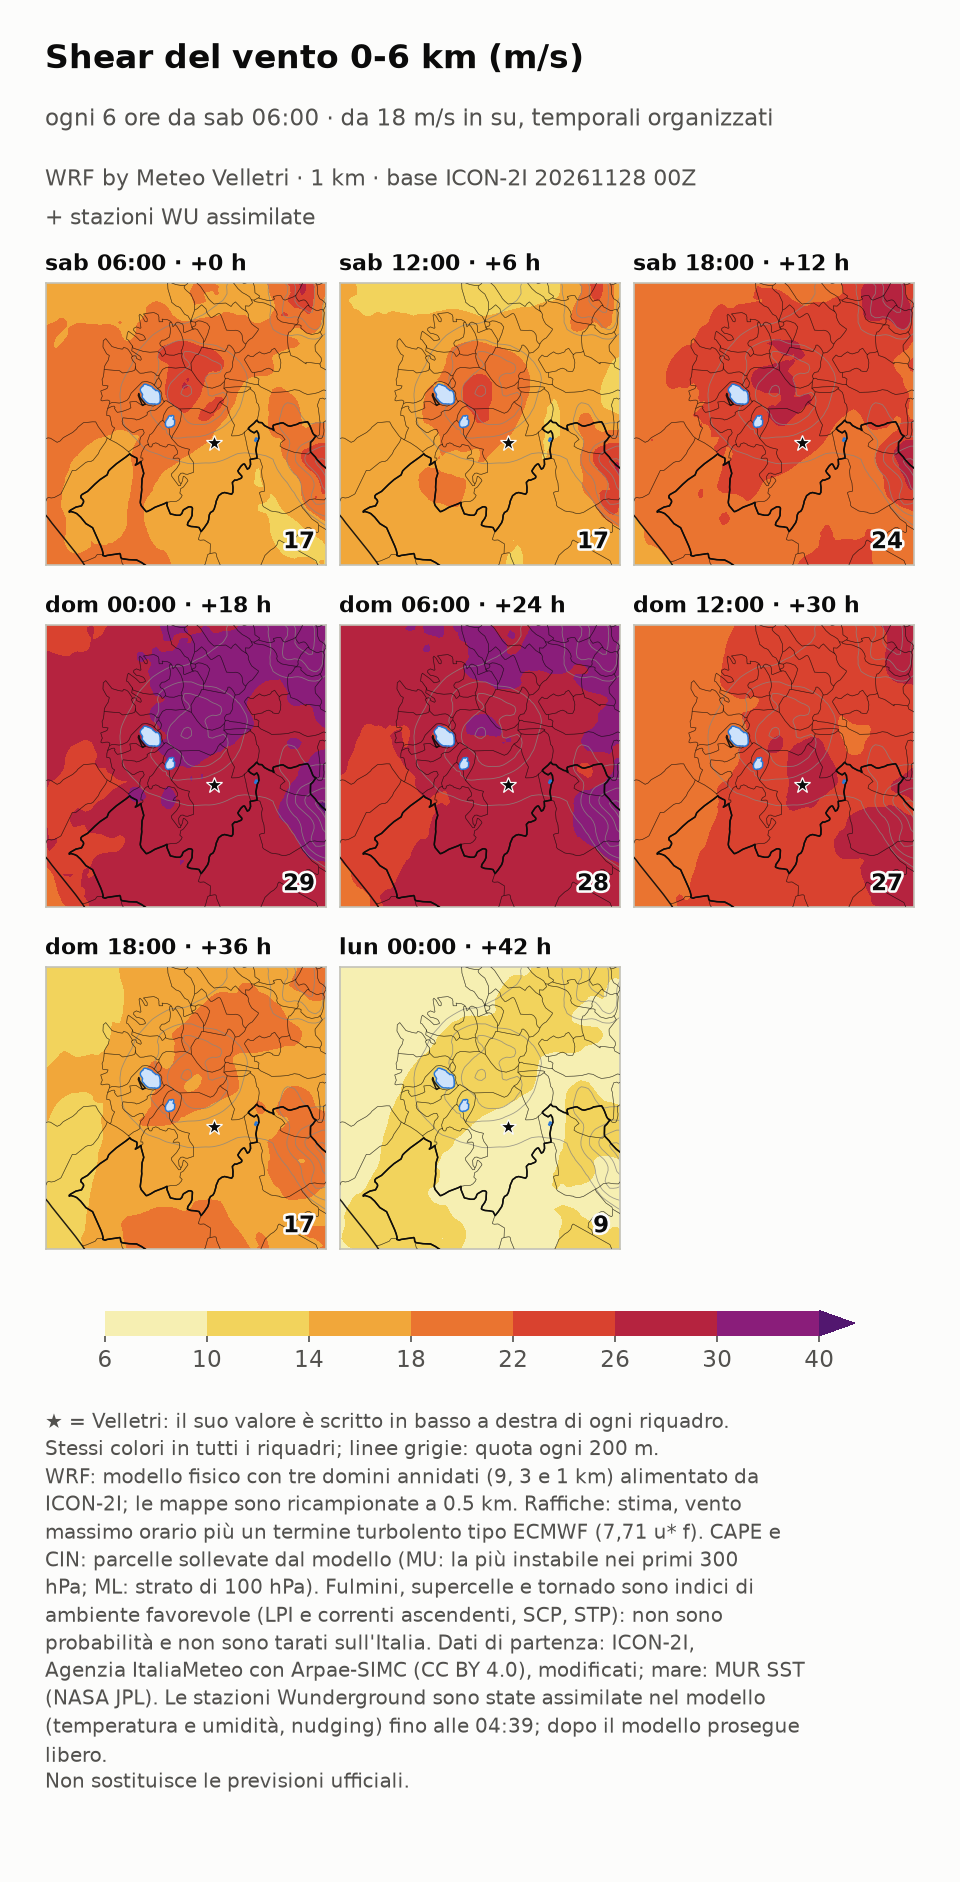 Shear del vento 0-6 km (m/s)
ogni 6 ore da sab 06:00 · da 18 m/s in su, temporali organizzati
WRF by Meteo Velletri · 1 km · base ICON-2I 20261128 00Z
+ stazioni WU assimilate
sab 06:00 · +0 h
sab 12:00 · +6 h
sab 18:00 · +12 h
17
17
24
dom 00:00 · +18 h
dom 06:00 · +24 h
dom 12:00 · +30 h
29
28
27
dom 18:00 · +36 h
lun 00:00 · +42 h
17
9
6 10 14 18 22 26 30 40
★ = Velletri: il suo valore è scritto in basso a destra di ogni riquadro.
Stessi colori in tutti i riquadri; linee grigie: quota ogni 200 m.
WRF: modello fisico con tre domini annidati (9, 3 e 1 km) alimentato da
ICON-2I; le mappe sono ricampionate a 0.5 km. Raffiche: stima, vento
massimo orario più un termine turbolento tipo ECMWF (7,71 u* f). CAPE e
CIN: parcelle sollevate dal modello (MU: la più instabile nei primi 300
hPa; ML: strato di 100 hPa). Fulmini, supercelle e tornado sono indici di
ambiente favorevole (LPI e correnti ascendenti, SCP, STP): non sono
probabilità e non sono tarati sull'Italia. Dati di partenza: ICON-2I,
Agenzia ItaliaMeteo con Arpae-SIMC (CC BY 4.0), modificati; mare: MUR SST
(NASA JPL). Le stazioni Wunderground sono state assimilate nel modello
(temperatura e umidità, nudging) fino alle 04:39; dopo il modello prosegue
libero.
Non sostituisce le previsioni ufficiali.